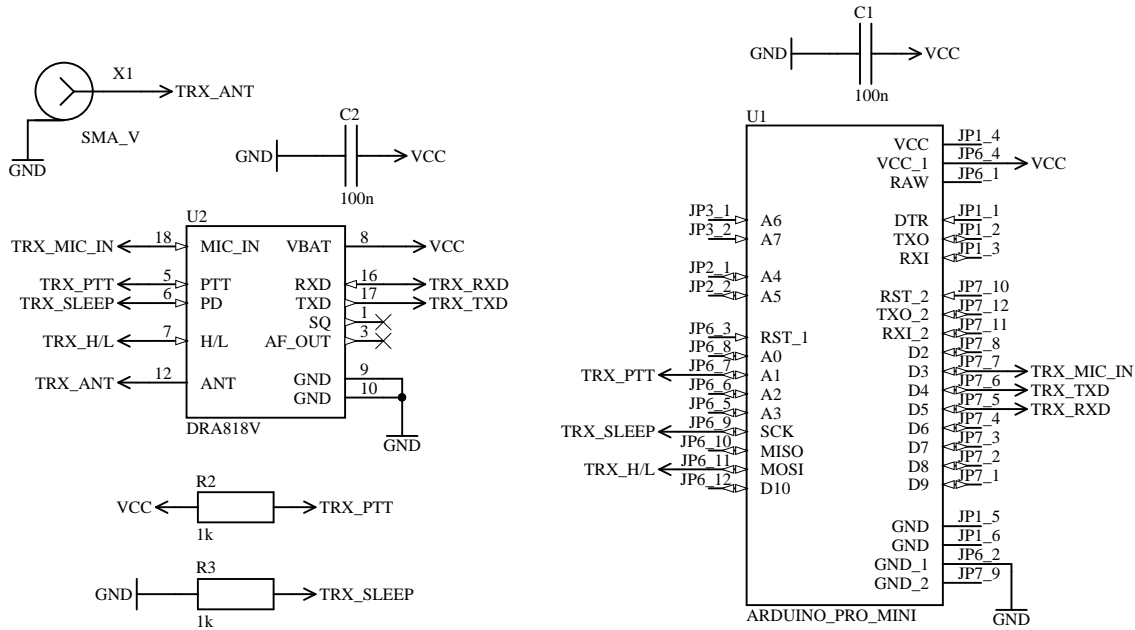 C1
GND VCC
100n
X1
TRX_ANT
SMA_V
GND
C2
GND VCC
100n
U2
TRX_MIC_IN 18 MIC_IN VBAT 8 VCC
TRX_PTT 5 PTT RXD 16 TRX_RXD
TRX_SLEEP 6 PD TXD 17 TRX_TXD
SQ 1
TRX_H/L 7 H/L AF_OUT 3
TRX_ANT 12 ANT GND 9
GND 10
GND
DRA818V
R2
VCC TRX_PTT
1k
R3
GND TRX_SLEEP
1k
U1
VCC JP1_4
VCC_1 JP6_4 VCC
RAW JP6_1
JP3_1 A6 DTR JP1_1
JP3_2 A7 TXO JP1_2
RXI JP1_3
JP2_1 A4
JP2_2 A5 RST_2 JP7_10
TXO_2 JP7_12
JP6_3 RST_1 RXI_2 JP7_11
JP6_8 A0 D2 JP7_8
TRX_PTT JP6_7 A1 D3 JP7_7 TRX_MIC_IN
JP6_6 A2 D4 JP7_6 TRX_TXD
JP6_5 A3 D5 JP7_5 TRX_RXD
TRX_SLEEP JP6_9 SCK D6 JP7_4
JP6_10 MISO D7 JP7_3
TRX_H/L JP6_11 MOSI D8 JP7_2
JP6_12 D10 D9 JP7_1
GND JP1_5
GND JP1_6
GND_1 JP6_2
GND_2 JP7_9
ARDUINO_PRO_MINI GND